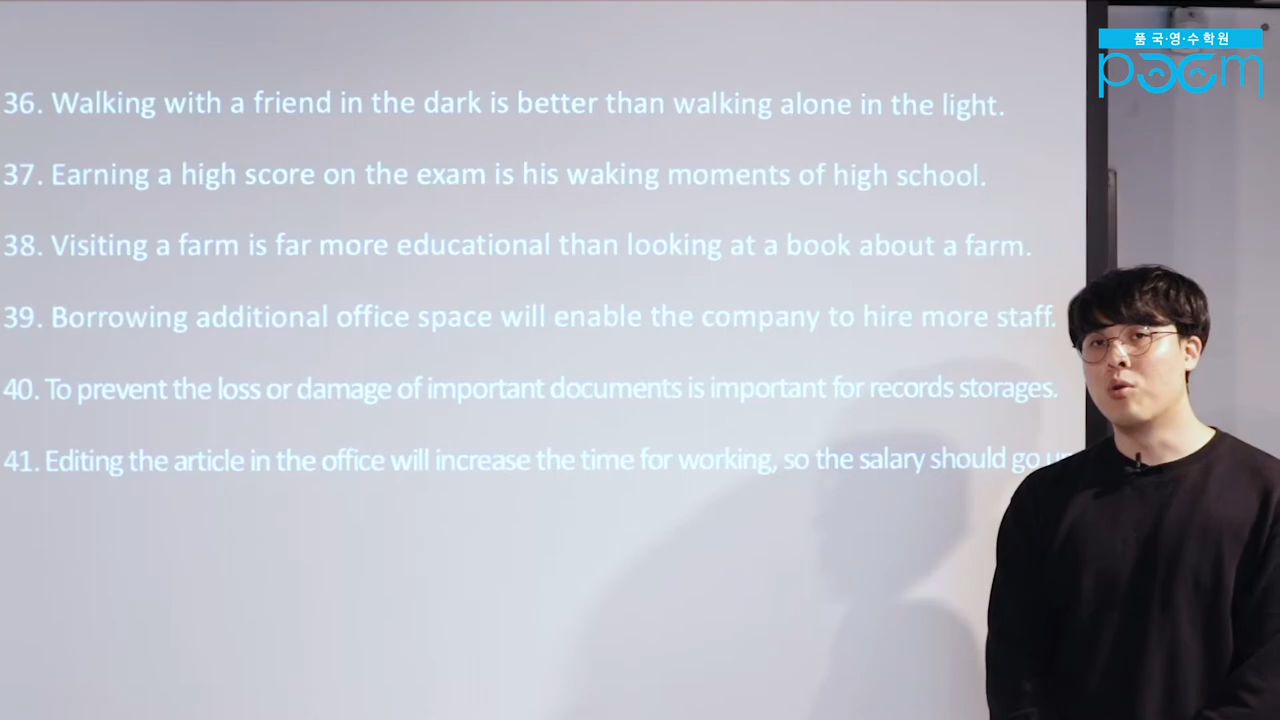 품 국·영·수 학원
poem
36. Walking with a friend in the dark is better than walking alone in the light.
37. Earning a high score on the exam is his waking moments of high school.
38. Visiting a farm is far more educational than looking at a book about a farm.
39. Borrowing additional office space will enable the company to hire more staff.
40. To prevent the loss or damage of important documents is important for records storages.
41. Editing the article in the office will increase the time for working, so the salary should go up